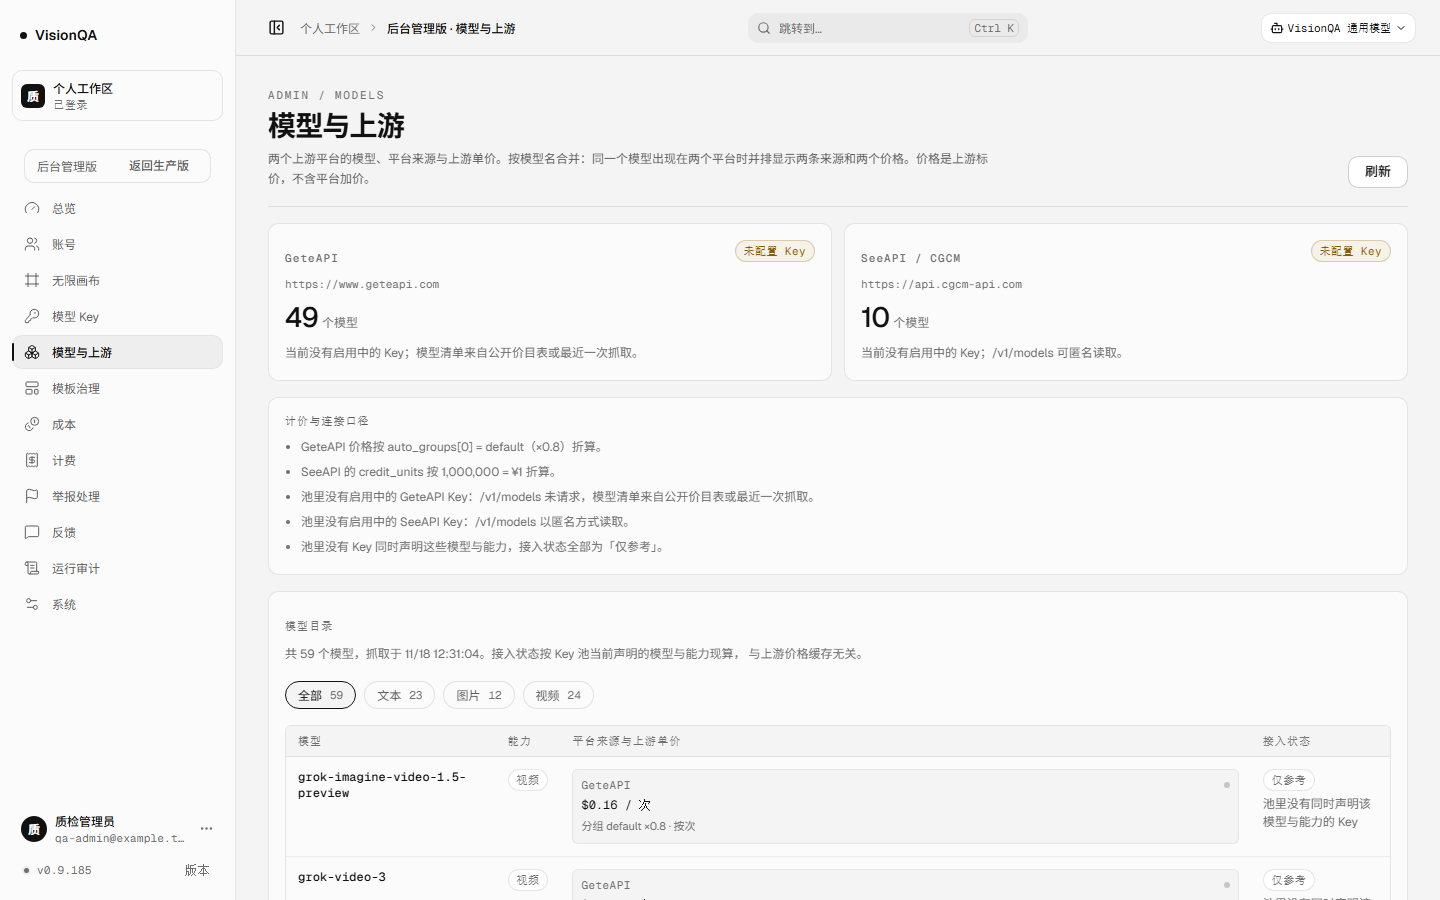 VisionQA
质
个人工作区
已登录
后台管理版
返回生产版
总览
账号
无限画布
模型 Key
模型与上游
模板治理
成本
计费
举报处理
反馈
运行审计
系统
质
质检管理员
qa-admin@example.t…
v0.9.185
版本
个人工作区
后台管理版 · 模型与上游
跳转到…
Ctrl K
VisionQA 通用模型
ADMIN / MODELS
模型与上游
两个上游平台的模型、平台来源与上游单价。按模型名合并：同一个模型出现在两个平台时并排显示两条来源和两个价格。价格是上游标
价，不含平台加价。
刷新
GeteAPI
未配置 Key
https://www.geteapi.com
49 个模型
当前没有启用中的 Key；模型清单来自公开价目表或最近一次抓取。
SeeAPI / CGCM
未配置 Key
https://api.cgcm-api.com
10 个模型
当前没有启用中的 Key；/v1/models 可匿名读取。
计价与连接口径
• GeteAPI 价格按 auto_groups[0] = default（×0.8）折算。
• SeeAPI 的 credit_units 按 1,000,000 = ¥1 折算。
• 池里没有启用中的 GeteAPI Key：/v1/models 未请求，模型清单来自公开价目表或最近一次抓取。
• 池里没有启用中的 SeeAPI Key：/v1/models 以匿名方式读取。
• 池里没有 Key 同时声明这些模型与能力，接入状态全部为「仅参考」。
模型目录
共 59 个模型，抓取于 11/18 12:31:04。接入状态按 Key 池当前声明的模型与能力现算， 与上游价格缓存无关。
全部 59
文本 23
图片 12
视频 24
模型
能力
平台来源与上游单价
接入状态
grok-imagine-video-1.5-
preview
视频
GeteAPI
$0.16 / 次
分组 default ×0.8 · 按次
仅参考
池里没有同时声明该
模型与能力的 Key
grok-video-3
视频
GeteAPI
仅参考